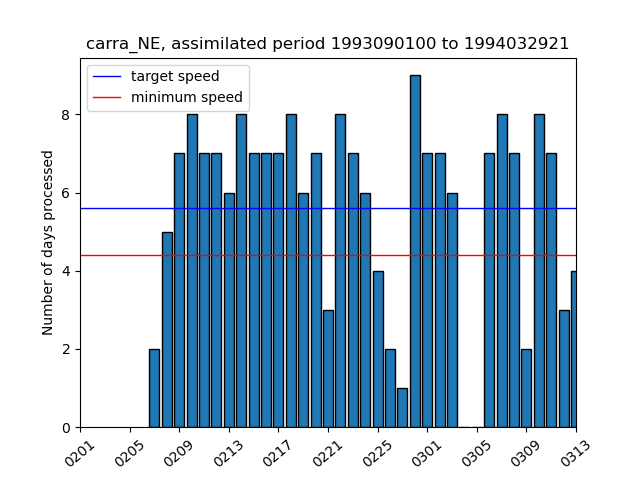 carra_NE, assimilated period 1993090100 to 1994032921
target speed
minimum speed
Number of days processed
8
6
4
2
0
0201 0205 0209 0213 0217 0221 0225 0301 0305 0309 0313